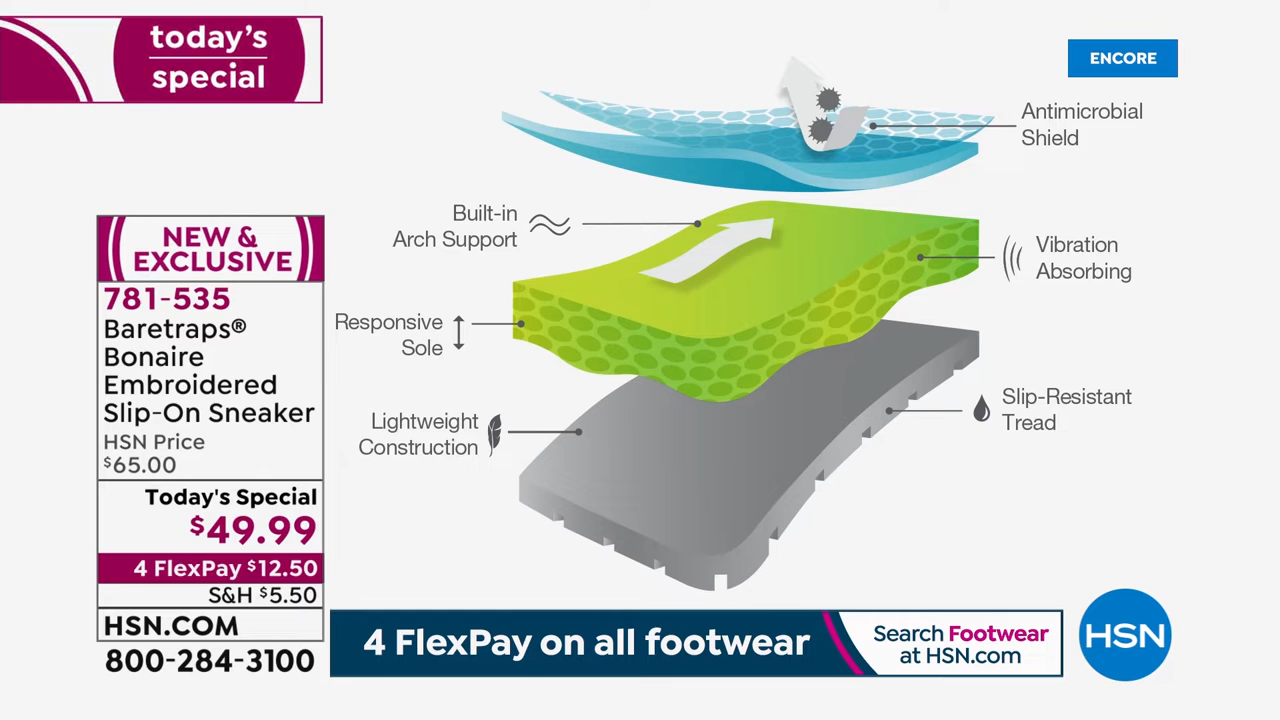 today's
special
ENCORE
Antimicrobial
Shield
Built-in
Arch Support
Vibration
Absorbing
Responsive
Sole
Lightweight
Construction
Slip-Resistant
Tread
NEW &
EXCLUSIVE
781-535
Baretraps®
Bonaire
Embroidered
Slip-On Sneaker
HSN Price
$65.00
Today's Special
$49.99
4 FlexPay $12.50
S&H $5.50
HSN.COM
800-284-3100
4 FlexPay on all footwear
Search Footwear
at HSN.com
HSN